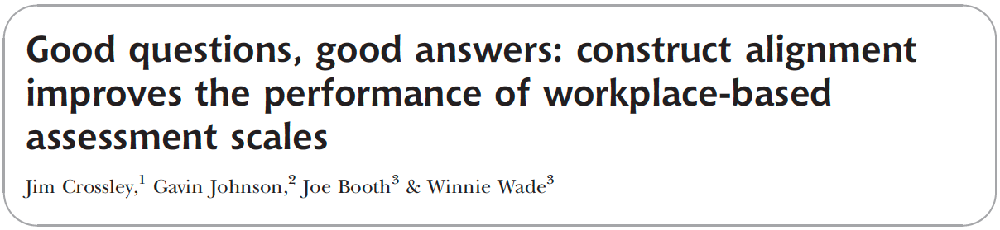 Good questions, good answers: construct alignment
improves the performance of workplace-based
assessment scales
Jim Crossley,¹ Gavin Johnson,² Joe Booth³ & Winnie Wade³